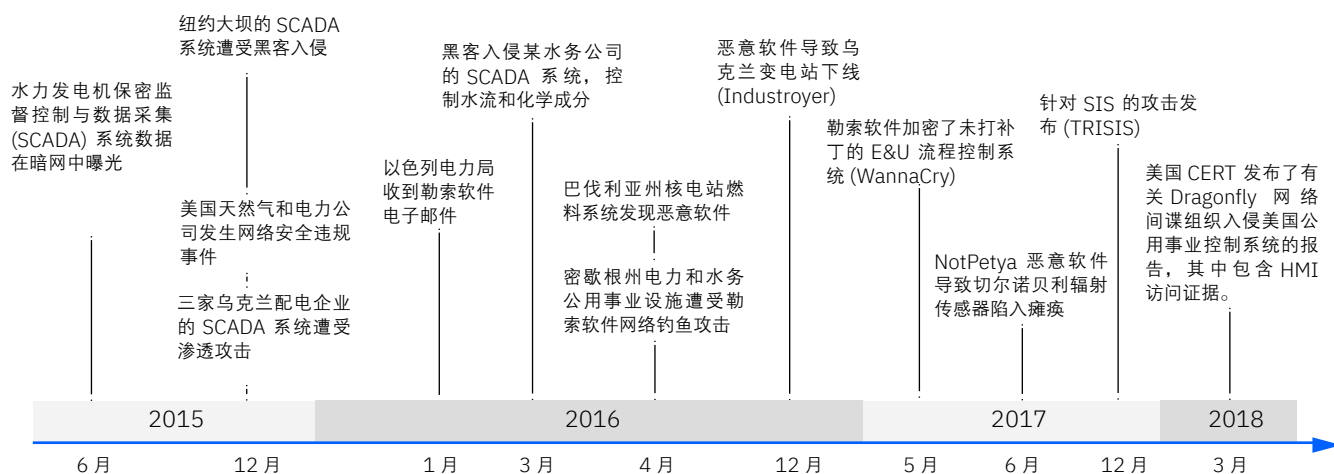 纽约大坝的 SCADA
系统遭受黑客入侵
水力发电机保密监
督控制与数据采集
(SCADA) 系统数据
在暗网中曝光
美国天然气和电力公
司发生网络安全违规
事件
三家乌克兰配电企业
的 SCADA 系统遭受
渗透攻击
以色列电力局
收到勒索软件
电子邮件
黑客入侵某水务公司
的 SCADA 系统，控
制水流和化学成分
巴伐利亚州核电站燃
料系统发现恶意软件
密歇根州电力和水务
公用事业设施遭受勒
索软件网络钓鱼攻击
恶意软件导致乌
克兰变电站下线
(Industroyer)
勒索软件加密了未打补
丁的 E&U 流程控制系
统 (WannaCry)
NotPetya 恶意软件
导致切尔诺贝利辐射
传感器陷入瘫痪
针对 SIS 的攻击发
布 (TRISIS)
美国 CERT 发布了有
关 Dragonfly 网络
间谍组织入侵美国公
用事业控制系统的报
告，其中包含 HMI
访问证据。
2015
2016
2017
2018
6 月
12 月
1 月
3 月
4 月
12 月
5 月
6 月
12 月
3 月